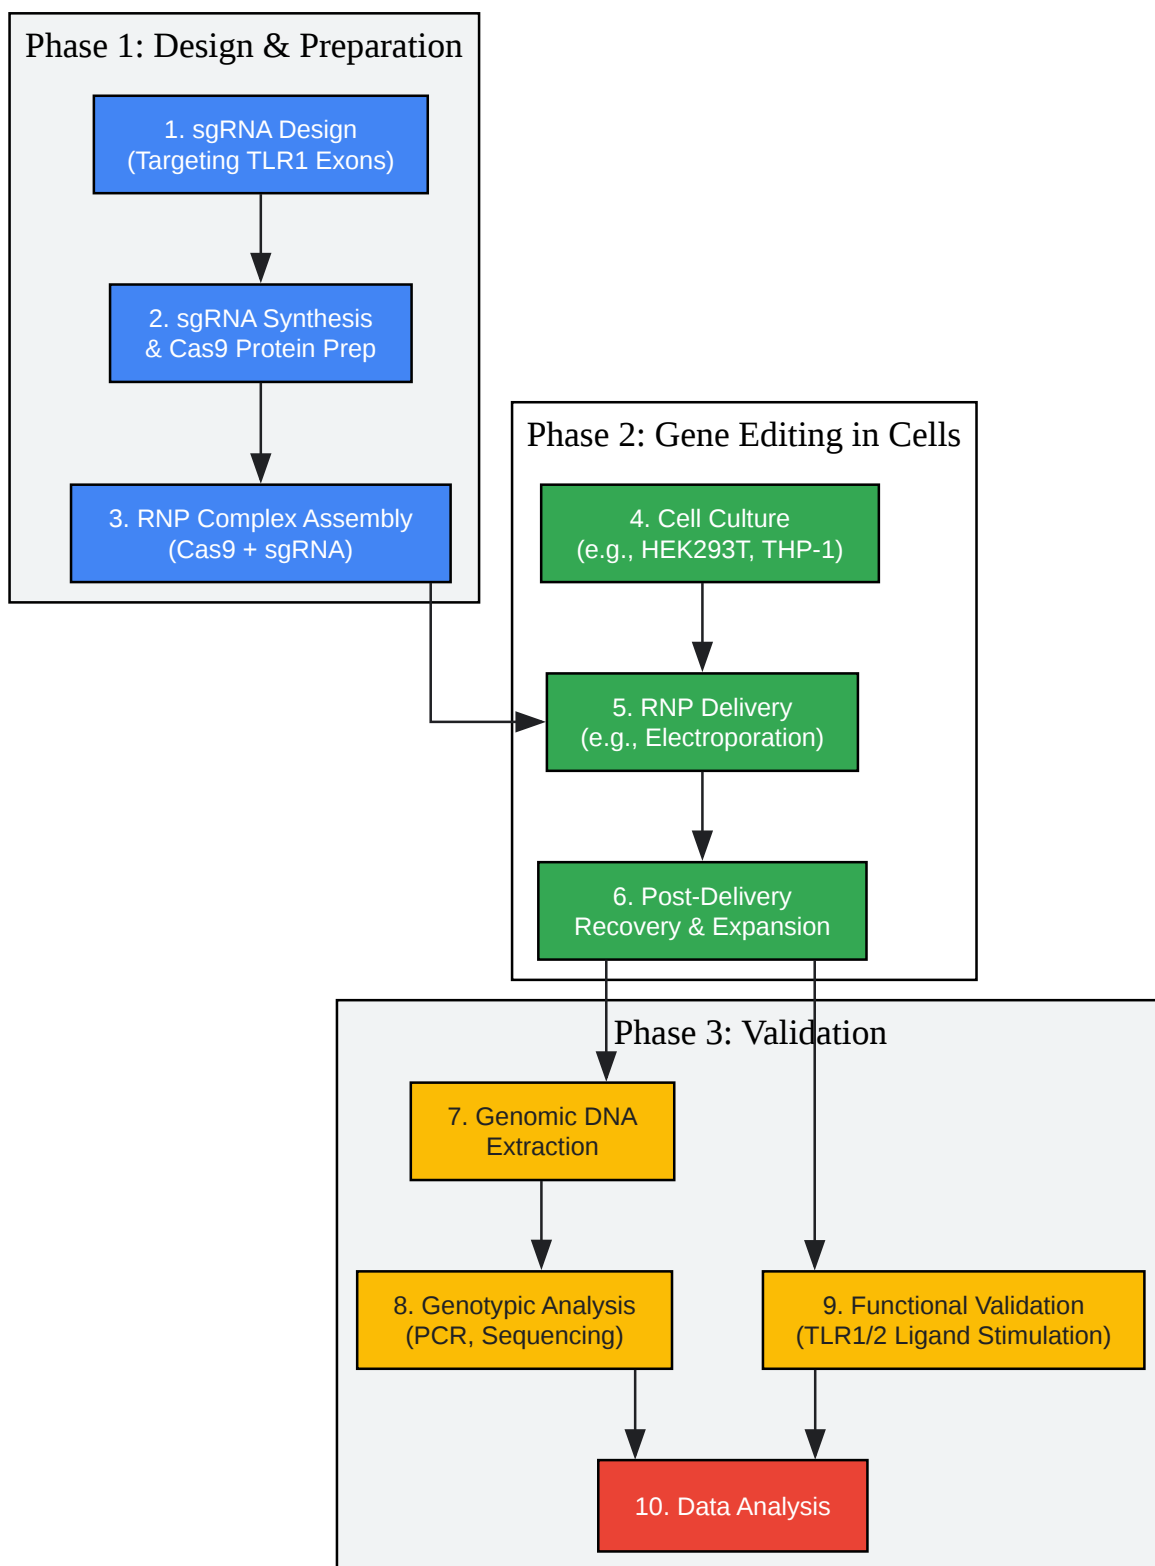 Phase 1: Design & Preparation
1. sgRNA Design
(Targeting TLR1 Exons)
2. sgRNA Synthesis
& Cas9 Protein Prep
3. RNP Complex Assembly
(Cas9 + sgRNA)
Phase 2: Gene Editing in Cells
4. Cell Culture
(e.g., HEK293T, THP-1)
5. RNP Delivery
(e.g., Electroporation)
6. Post-Delivery
Recovery & Expansion
Phase 3: Validation
7. Genomic DNA
Extraction
8. Genotypic Analysis
(PCR, Sequencing)
9. Functional Validation
(TLR1/2 Ligand Stimulation)
10. Data Analysis